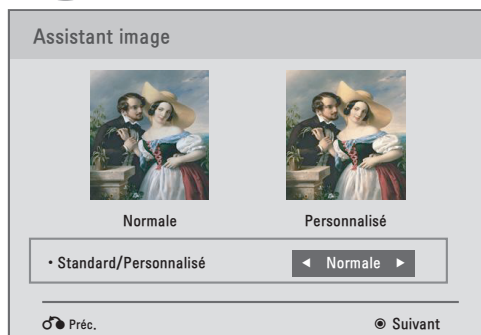 Assistant image
Normale
Personnalisé
• Standard/Personnalisé
◄ Normale ►
Préc.
Suivant